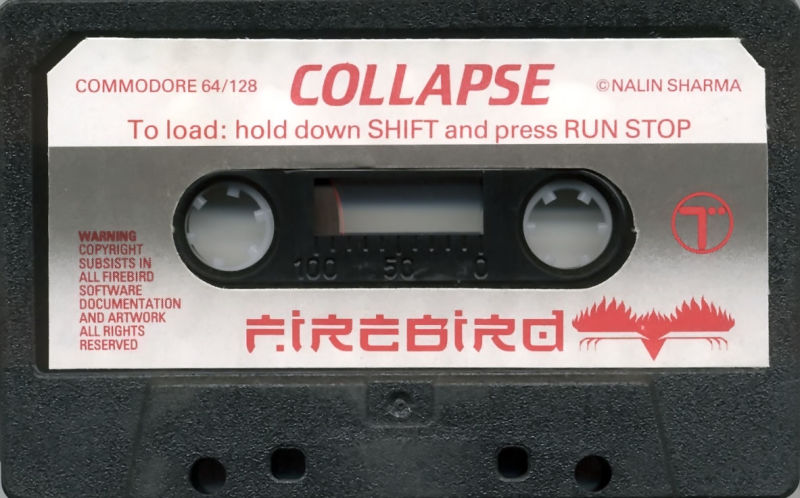 COMMODORE 64/128 COLLAPSE ©NALIN SHARMA
To load: hold down SHIFT and press RUN STOP
100 50 0
WARNING
COPYRIGHT
SUBSISTS IN
ALL FIREBIRD
SOFTWARE
DOCUMENTATION
AND ARTWORK
ALL RIGHTS
RESERVED
FIREBIRD
T